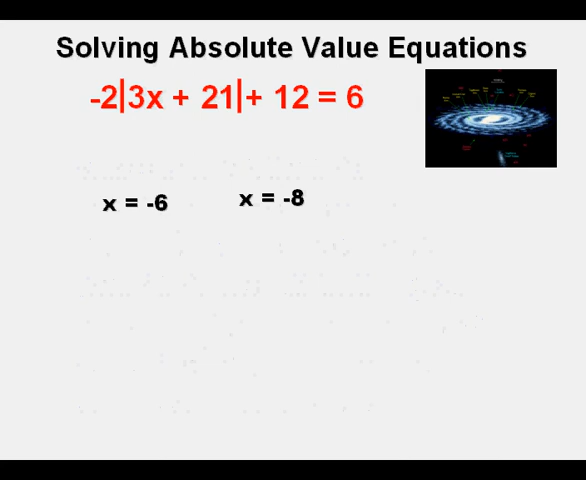 Solving Absolute Value Equations
-2|3x + 21|+ 12 = 6
x = -6
x = -8